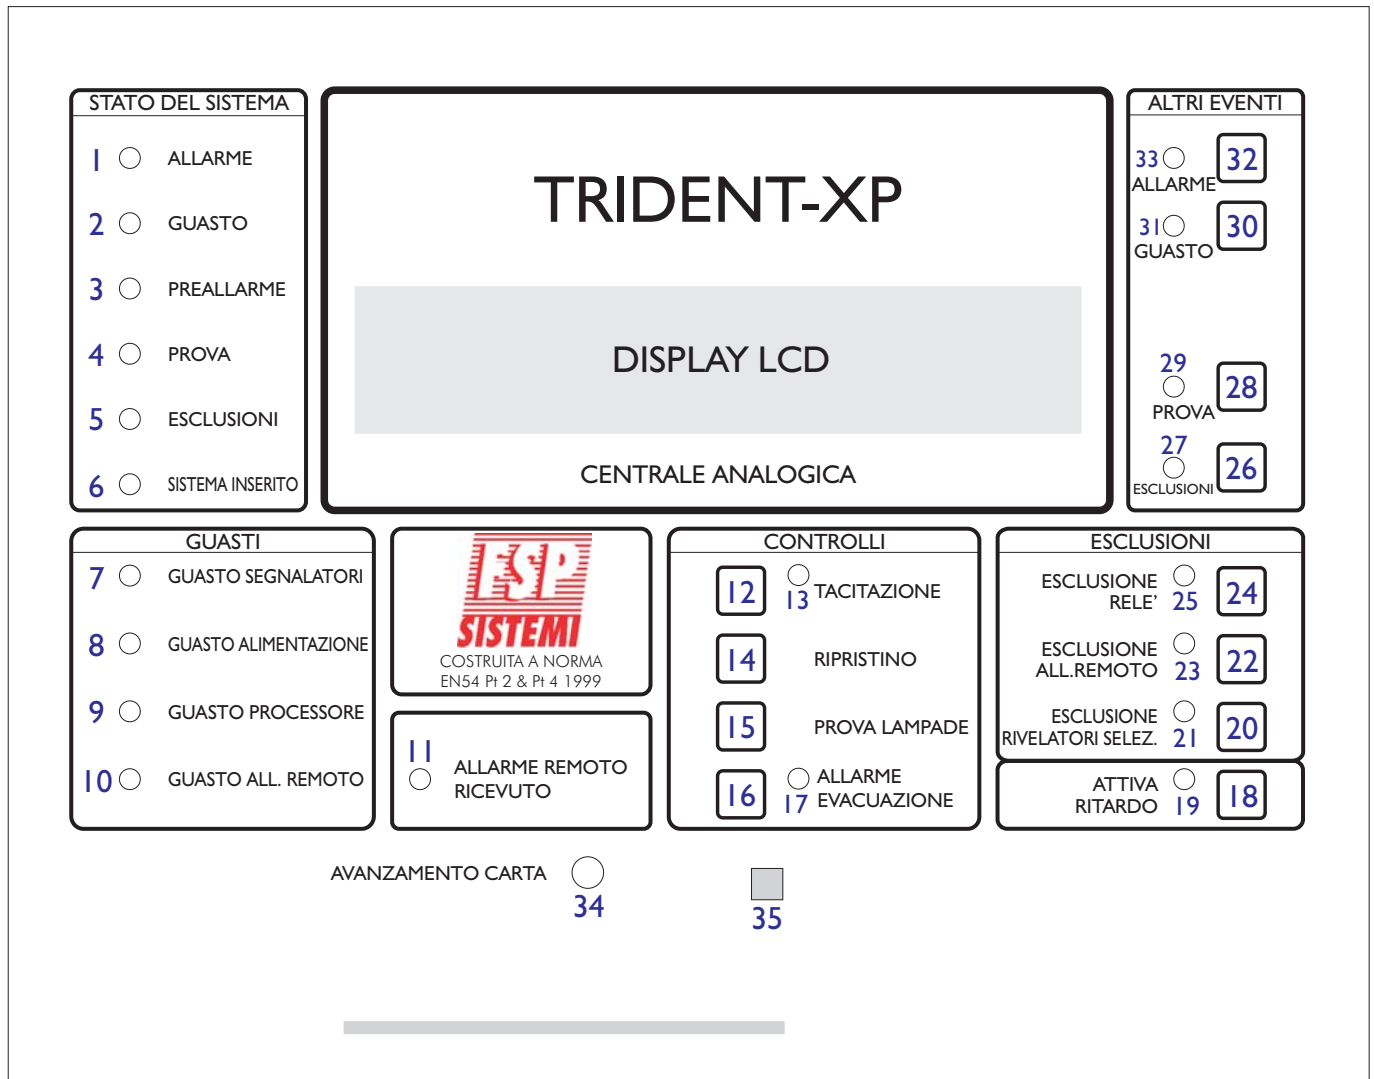 STATO DEL SISTEMA
1 ALLARME
2 GUASTO
3 PREALLARME
4 PROVA
5 ESCLUSIONI
6 SISTEMA INSERITO
TRIDENT-XP
DISPLAY LCD
CENTRALE ANALOGICA
ALTRI EVENTI
33 32
ALLARME
31 30
GUASTO
29
28
PROVA
27
26
ESCLUSIONI
GUASTI
7 GUASTO SEGNALATORI
8 GUASTO ALIMENTAZIONE
9 GUASTO PROCESSORE
10 GUASTO ALL. REMOTO
ESP
SISTEMI
COSTRUITA A NORMA
EN54 Pt 2 & Pt 4 1999
11
ALLARME REMOTO
RICEVUTO
CONTROLLI
12 13 TACITAZIONE
14 RIPRISTINO
15 PROVA LAMPADE
16 17 ALLARME
EVACUAZIONE
ESCLUSIONI
ESCLUSIONE
RELE' 25 24
ESCLUSIONE
ALL.REMOTO 23 22
ESCLUSIONE
RIVELATORI SELEZ. 21 20
ATTIVA
RITARDO 19 18
AVANZAMENTO CARTA
34
35